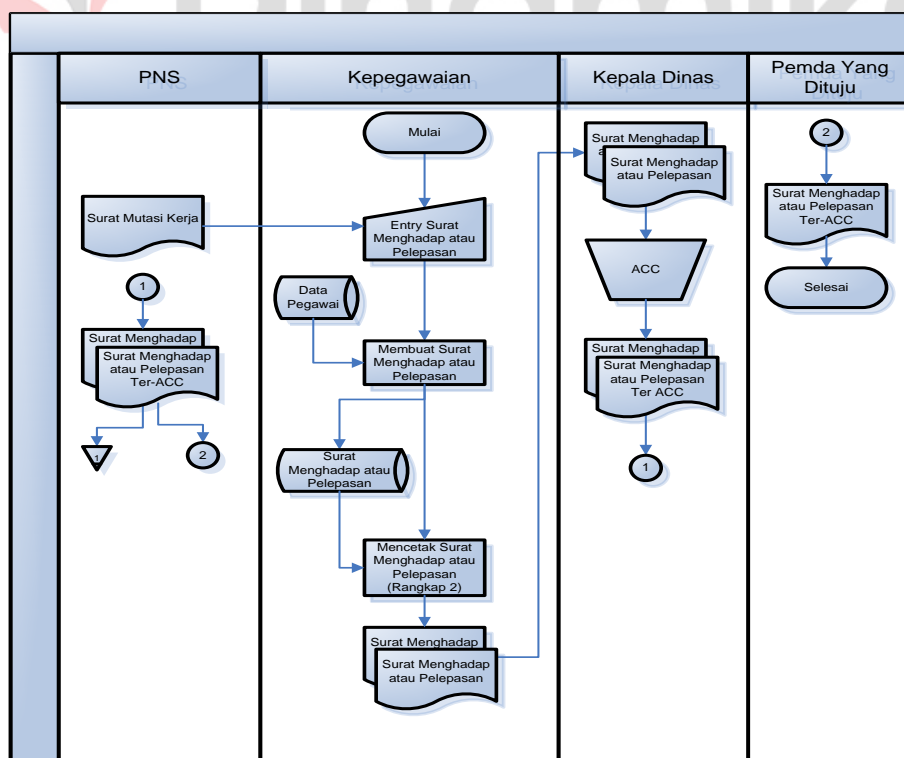 PNS
Kepegawaian
Kepala Dinas
Pemda Yang
Dituju
Surat Mutasi Kerja
1
Surat Menghadap
Surat Menghadap
atau Pelepasan
Ter-ACC
1
2
Mulai
Entry Surat
Menghadap atau
Pelepasan
Data
Pegawai
Membuat Surat
Menghadap atau
Pelepasan
Surat
Menghadap atau
Pelepasan
Mencetak Surat
Menghadap atau
Pelepasan
(Rangkap 2)
Surat Menghadap
Surat Menghadap
atau Pelepasan
Surat Menghadap
Surat Menghadap
atau Pelepasan
ACC
Surat Menghadap
Surat Menghadap
atau Pelepasan
Ter ACC
1
2
Surat Menghadap
atau Pelepasan
Ter-ACC
Selesai